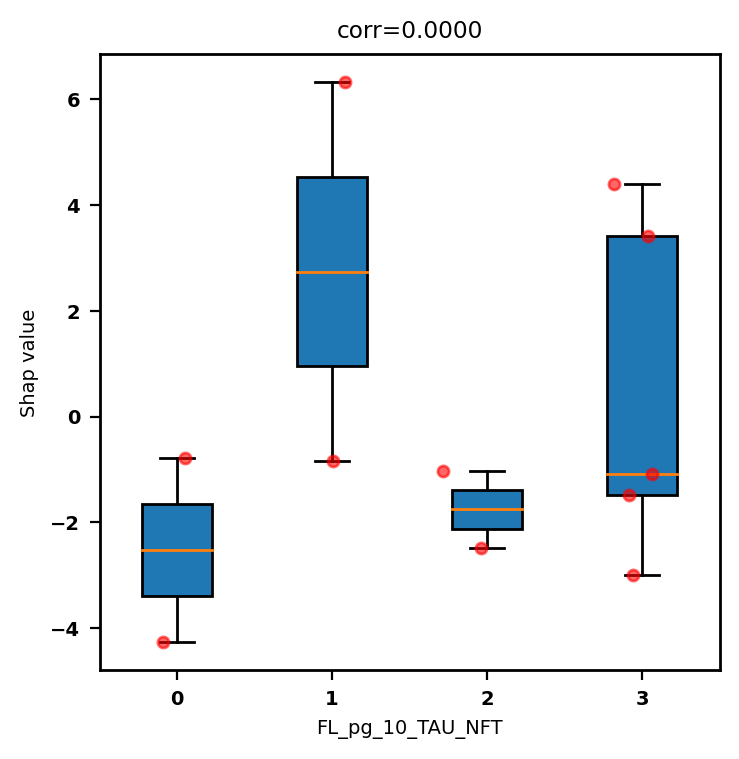 corr=0.0000
6
4
2
0
−2
−4
Shap value
0 1 2 3
FL_pg_10_TAU_NFT